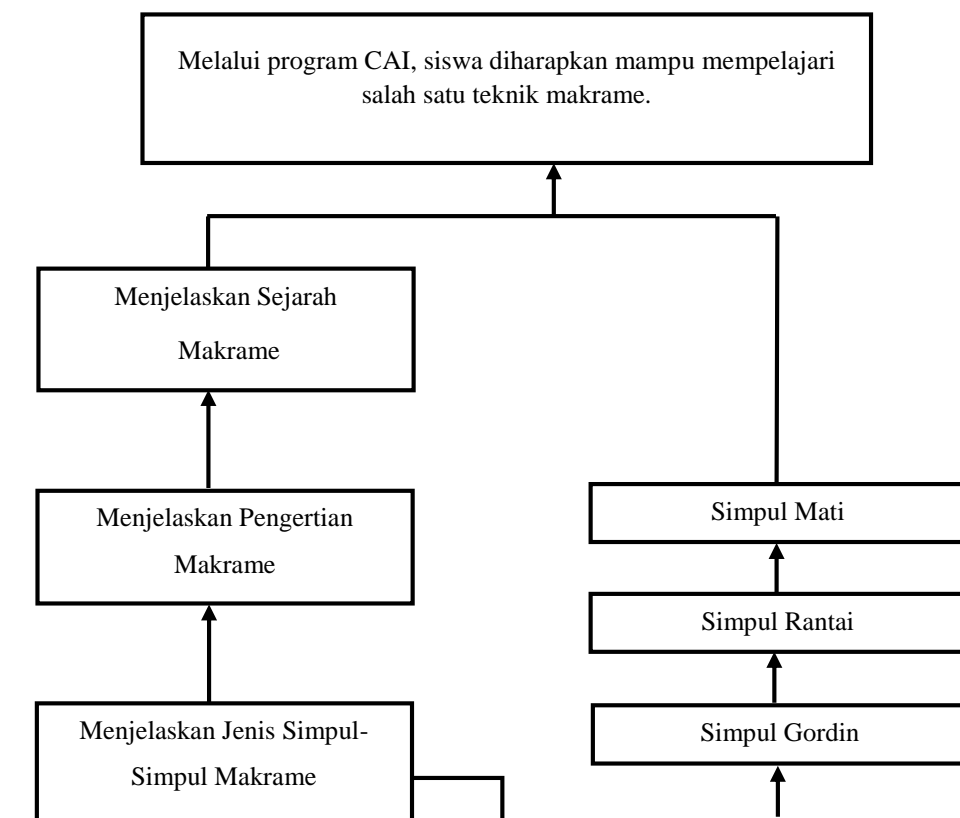 Melalui program CAI, siswa diharapkan mampu mempelajari
salah satu teknik makrame.
Menjelaskan Sejarah
Makrame
Menjelaskan Pengertian
Makrame
Menjelaskan Jenis Simpul-
Simpul Makrame
Simpul Mati
Simpul Rantai
Simpul Gordin